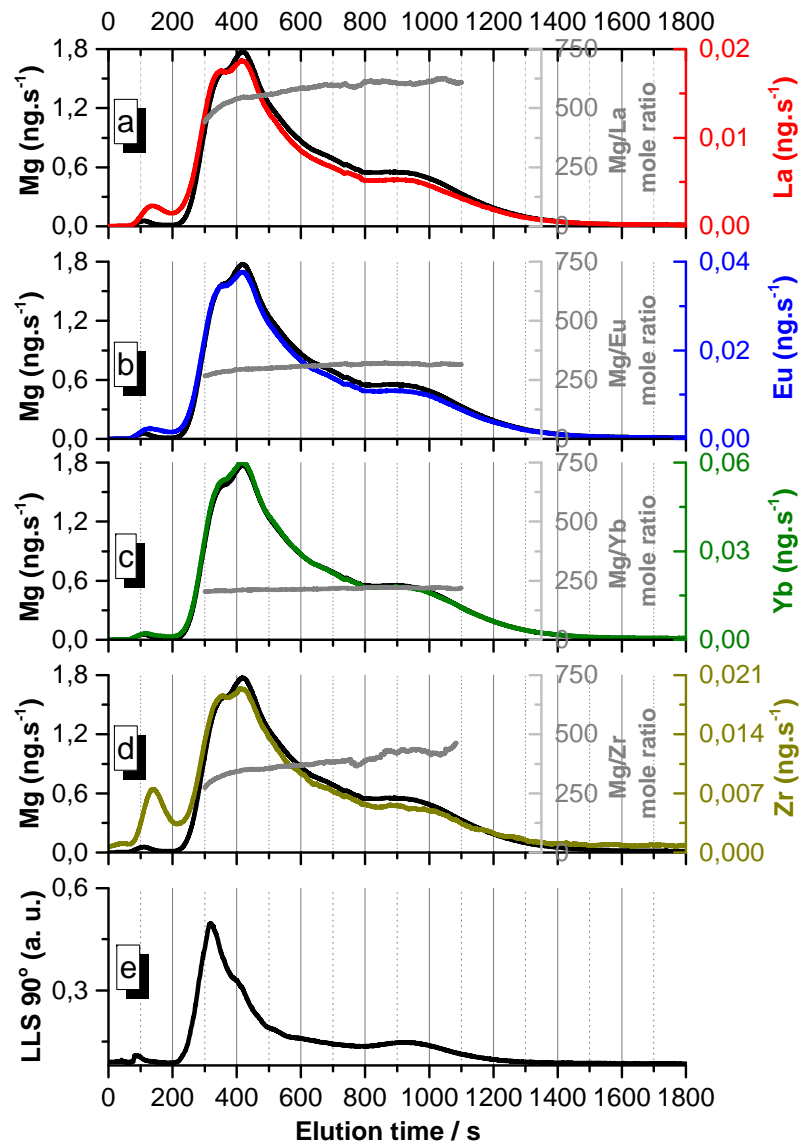 0 200 400 600 800 1000 1200 1400 1600 1800
1,8
1,2
0,6
0,0
Mg (ng.s⁻¹)
a
750
500
250
0
Mg/La
mole ratio
0,02
0,01
0,00
La (ng.s⁻¹)
1,8
1,2
0,6
0,0
Mg (ng.s⁻¹)
b
750
500
250
0
Mg/Eu
mole ratio
0,04
0,02
0,00
Eu (ng.s⁻¹)
1,8
1,2
0,6
0,0
Mg (ng.s⁻¹)
c
750
500
250
0
Mg/Yb
mole ratio
0,06
0,03
0,00
Yb (ng.s⁻¹)
1,8
1,2
0,6
0,0
Mg (ng.s⁻¹)
d
750
500
250
0
Mg/Zr
mole ratio
0,021
0,014
0,007
0,000
Zr (ng.s⁻¹)
0,6
0,3
LLS 90° (a. u.)
e
0 200 400 600 800 1000 1200 1400 1600 1800
Elution time / s